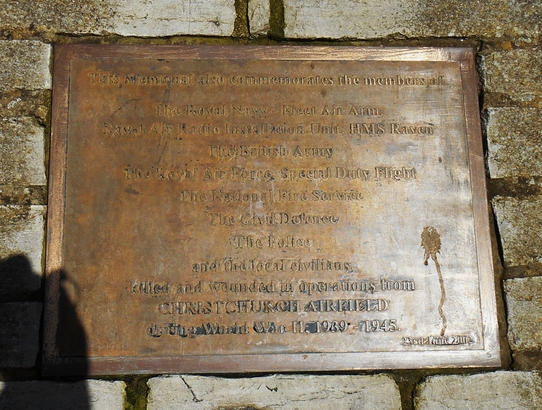 This Memorial also commemorates the members of
The Royal Navy Fleet Air Arm
Naval Air Radio Installation Unit, HMS Raven
The British Army
The Royal Air Force, Special Duty Flight
The National Fire Service
The Civil Defence
The Police
and the local civilians,
killed and wounded in operations from
CHRISTCHURCH AIRFIELD
during World War II, 1939 - 1945.